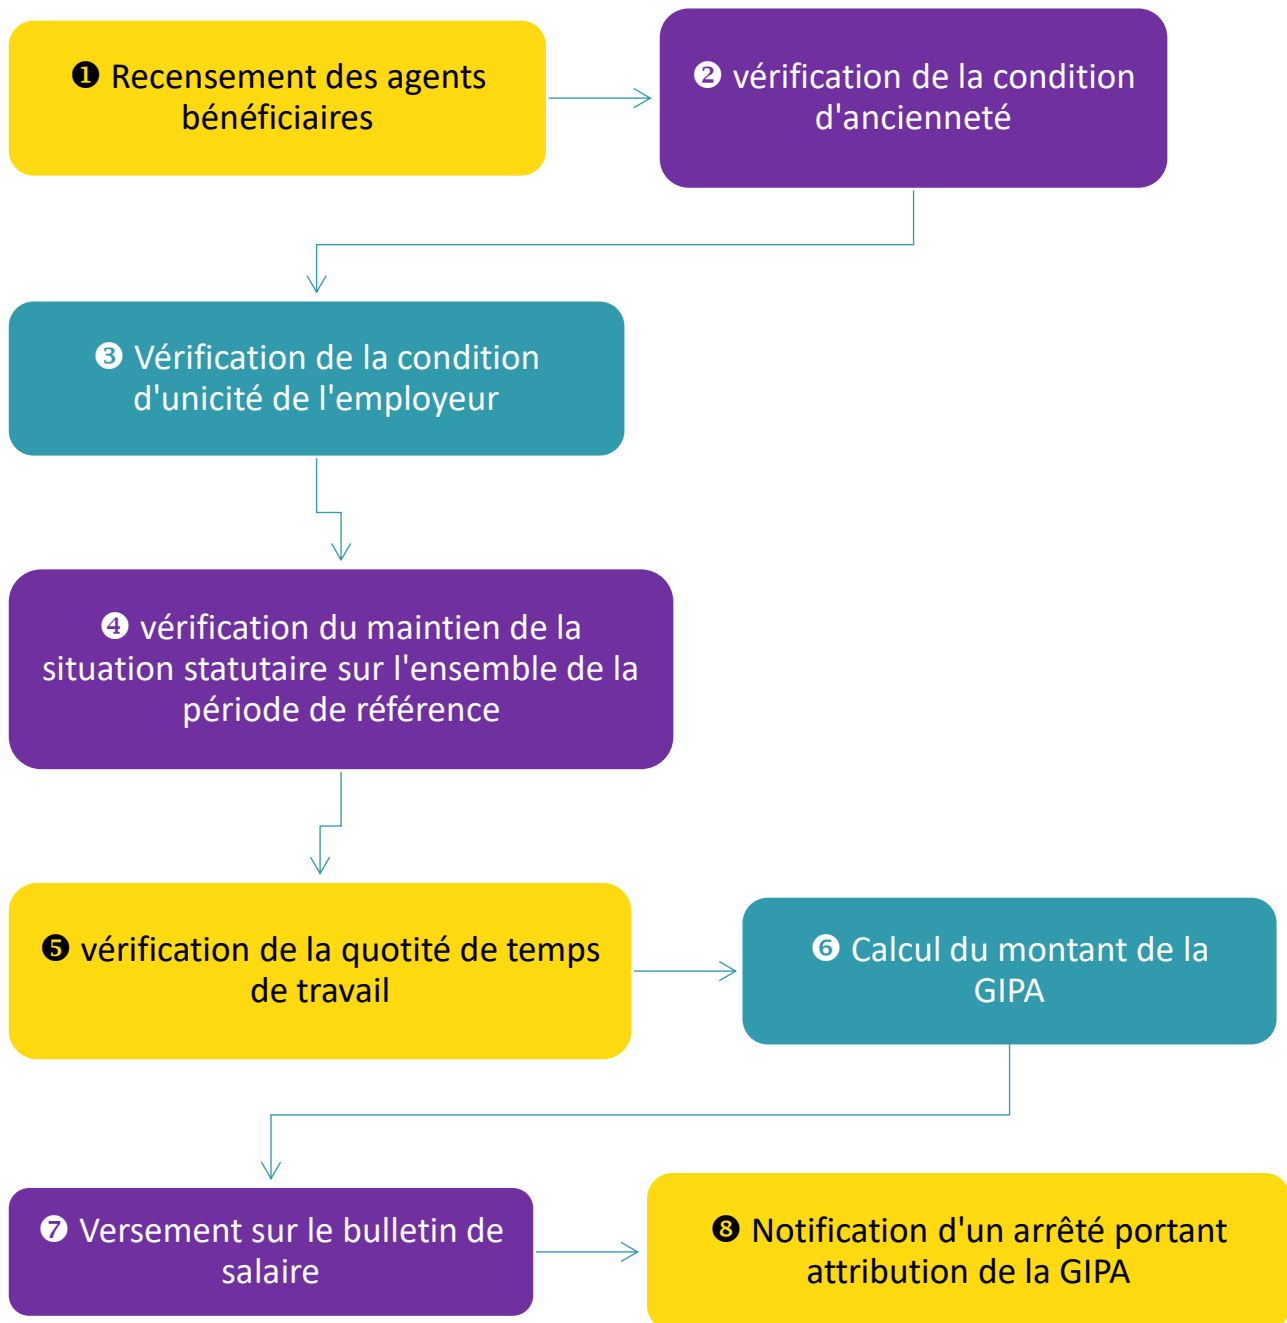 ❶ Recensement des agents
bénéficiaires
❷ vérification de la condition
d'ancienneté
❸ Vérification de la condition
d'unicité de l'empoyeur
❹ vérification du maintien de la
situation statutaire sur l'ensemble de la
période de référence
❺ vérification de la quotité de temps
de travail
❻ Calcul du montant de la
GIPA
❼ Versement sur le bulletin de
salaire
❽ Notification d'un arrêté portant
attribution de la GIPA